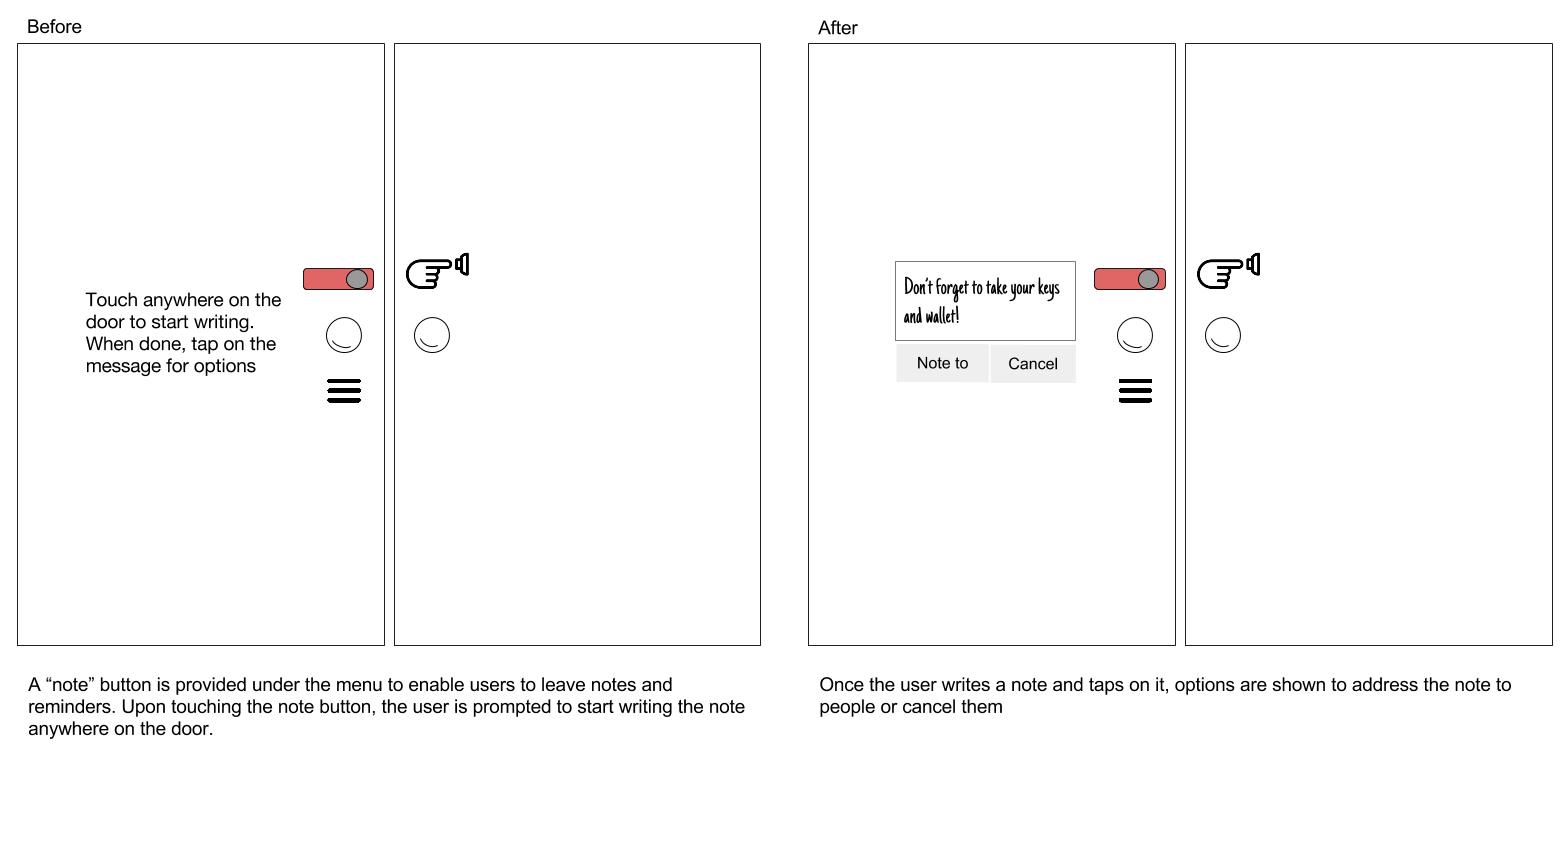 Before
Touch anywhere on the
door to start writing.
When done, tap on the
message for options
A “note” button is provided under the menu to enable users to leave notes and
reminders. Upon touching the note button, the user is prompted to start writing the note
anywhere on the door.
After
Don't forget to take your keys
and wallet!
Note to
Cancel
Once the user writes a note and taps on it, options are shown to address the note to
people or cancel them